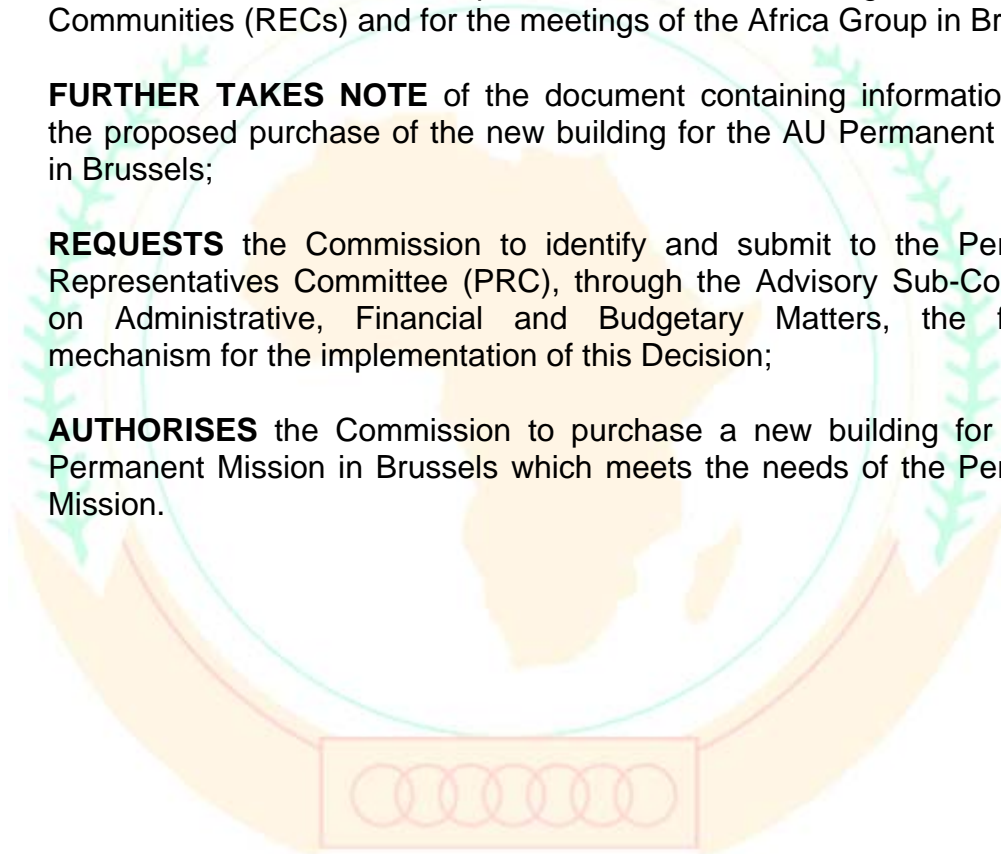 Communities (RECs) and for the meetings of the Africa Group in Br
FURTHER TAKES NOTE of the document containing informatio
the proposed purchase of the new building for the AU Permanent
in Brussels;
REQUESTS the Commission to identify and submit to the Per
Representatives Committee (PRC), through the Advisory Sub-Co
on Administrative, Financial and Budgetary Matters, the f
mechanism for the implementation of this Decision;
AUTHORISES the Commission to purchase a new building for
Permanent Mission in Brussels which meets the needs of the Per
Mission.